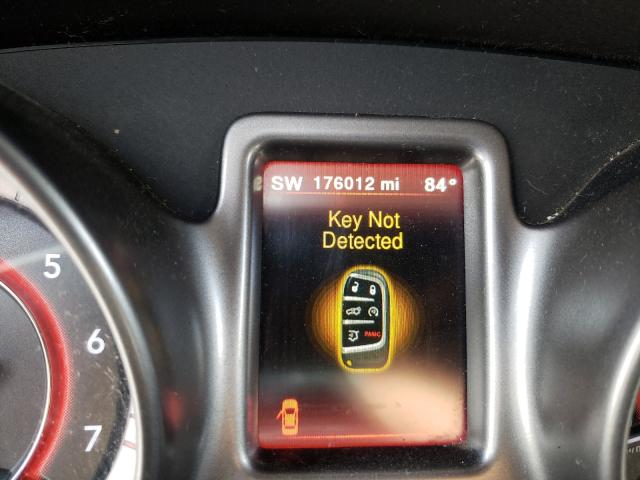 SW 176012 mi 84°
Key Not
Detected
PANIC
5
6
7